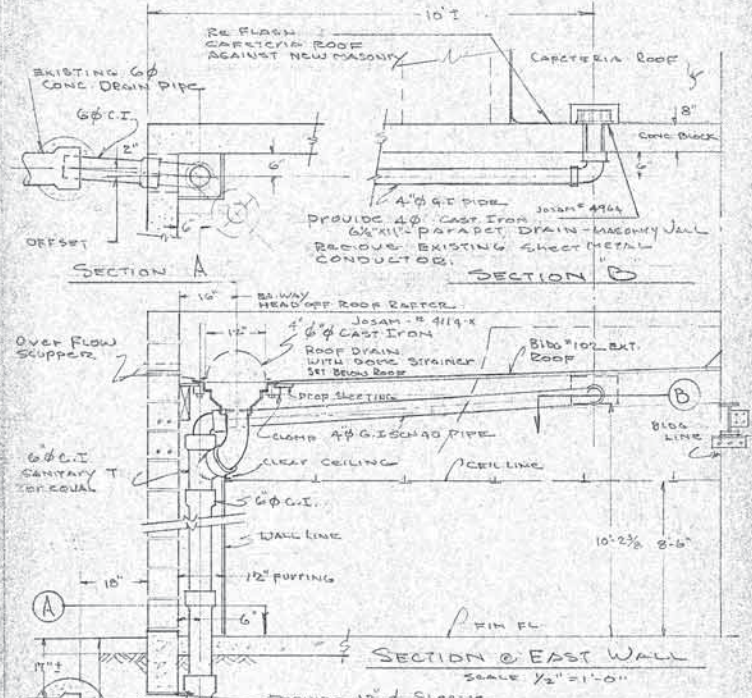 10'±
RE FLASH
CAFETERIA ROOF
AGAINST NEW MASONRY
CAFETERIA ROOF
EXISTING 6Ø
CONC. DRAIN PIPE
6Ø C.I.
2"
8"
CONC BLOCK
6"
6"
4"Ø G.I PIPE
JOSAM # 4964
PROVIDE 4Ø CAST IRON
6½"X11"- PARAPET DRAIN - MASONRY WALL
REMOVE EXISTING SHEET METAL
CONDUCTOR.
OFFSET
6"
SECTION A
SECTION "B"
16"
EA. WAY
HEAD OFF ROOF RAFTER
12"
4"
JOSAM - # 4114-X
6"Ø CAST IRON
ROOF DRAIN
WITH DOME STRAINER
SET BELOW ROOF
OVER FLOW
SCUPPER
BLDG #102 EXT.
ROOF
DROP SHEETING
B
CLAMP
4Ø G.I SCH 40 PIPE
BLDG
LINE
6Ø C.I
SANITARY T
OR EQUAL
CLEAR CEILING
CEIL LINE
6Ø C.I.
WALL LINE
10'-2⅜
8'-6"
18"
12" FURRING
A
6"
FIN FL.
17"±
SECTION @ EAST WALL
SCALE ½" = 1'-0"
12" Ø SLEEVE